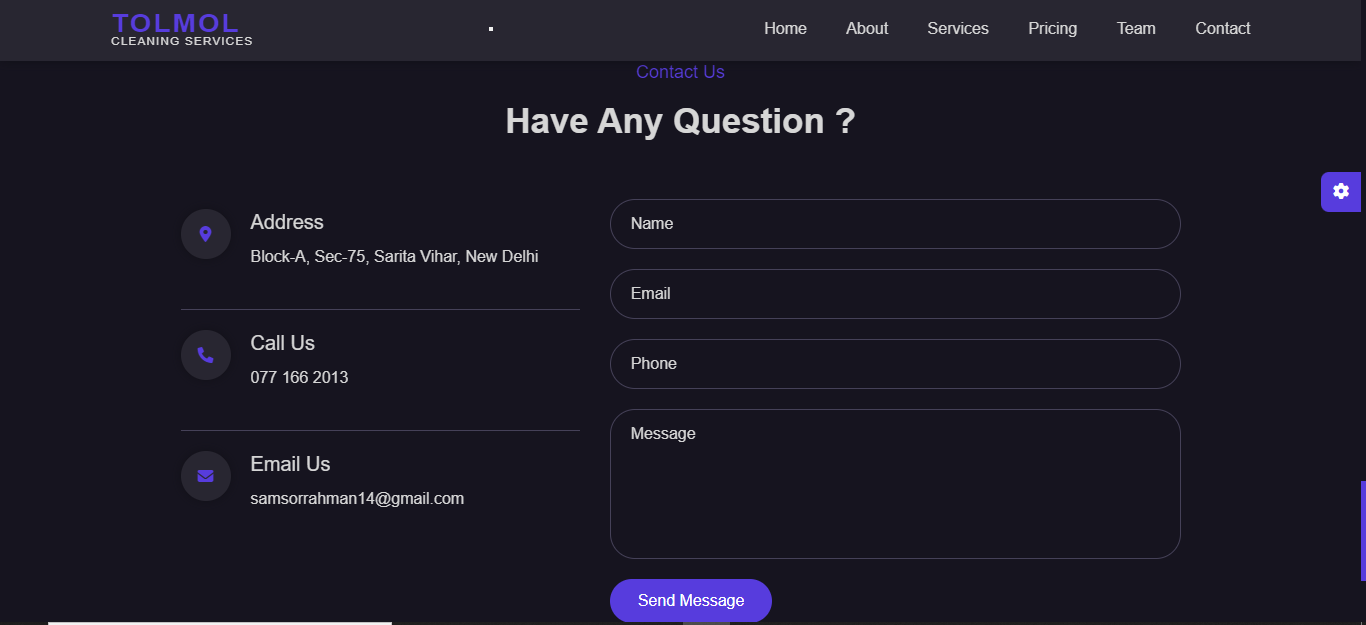 TOLMOL
CLEANING SERVICES
Home About Services Pricing Team Contact
Contact Us
Have Any Question ?
Address
Block-A, Sec-75, Sarita Vihar, New Delhi
Call Us
077 166 2013
Email Us
samsorrahman14@gmail.com
Name
Email
Phone
Message
Send Message